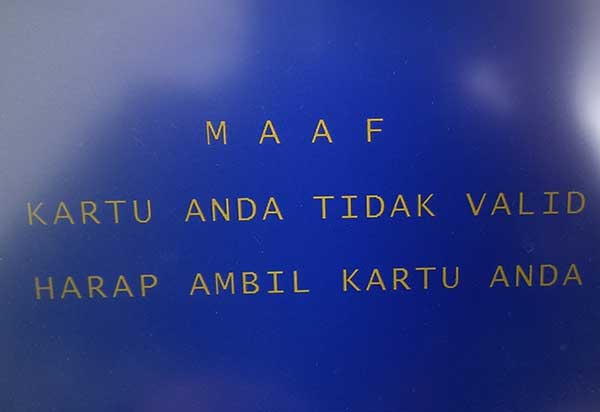 M A A F
KARTU ANDA TIDAK VALID
HARAP AMBIL KARTU ANDA